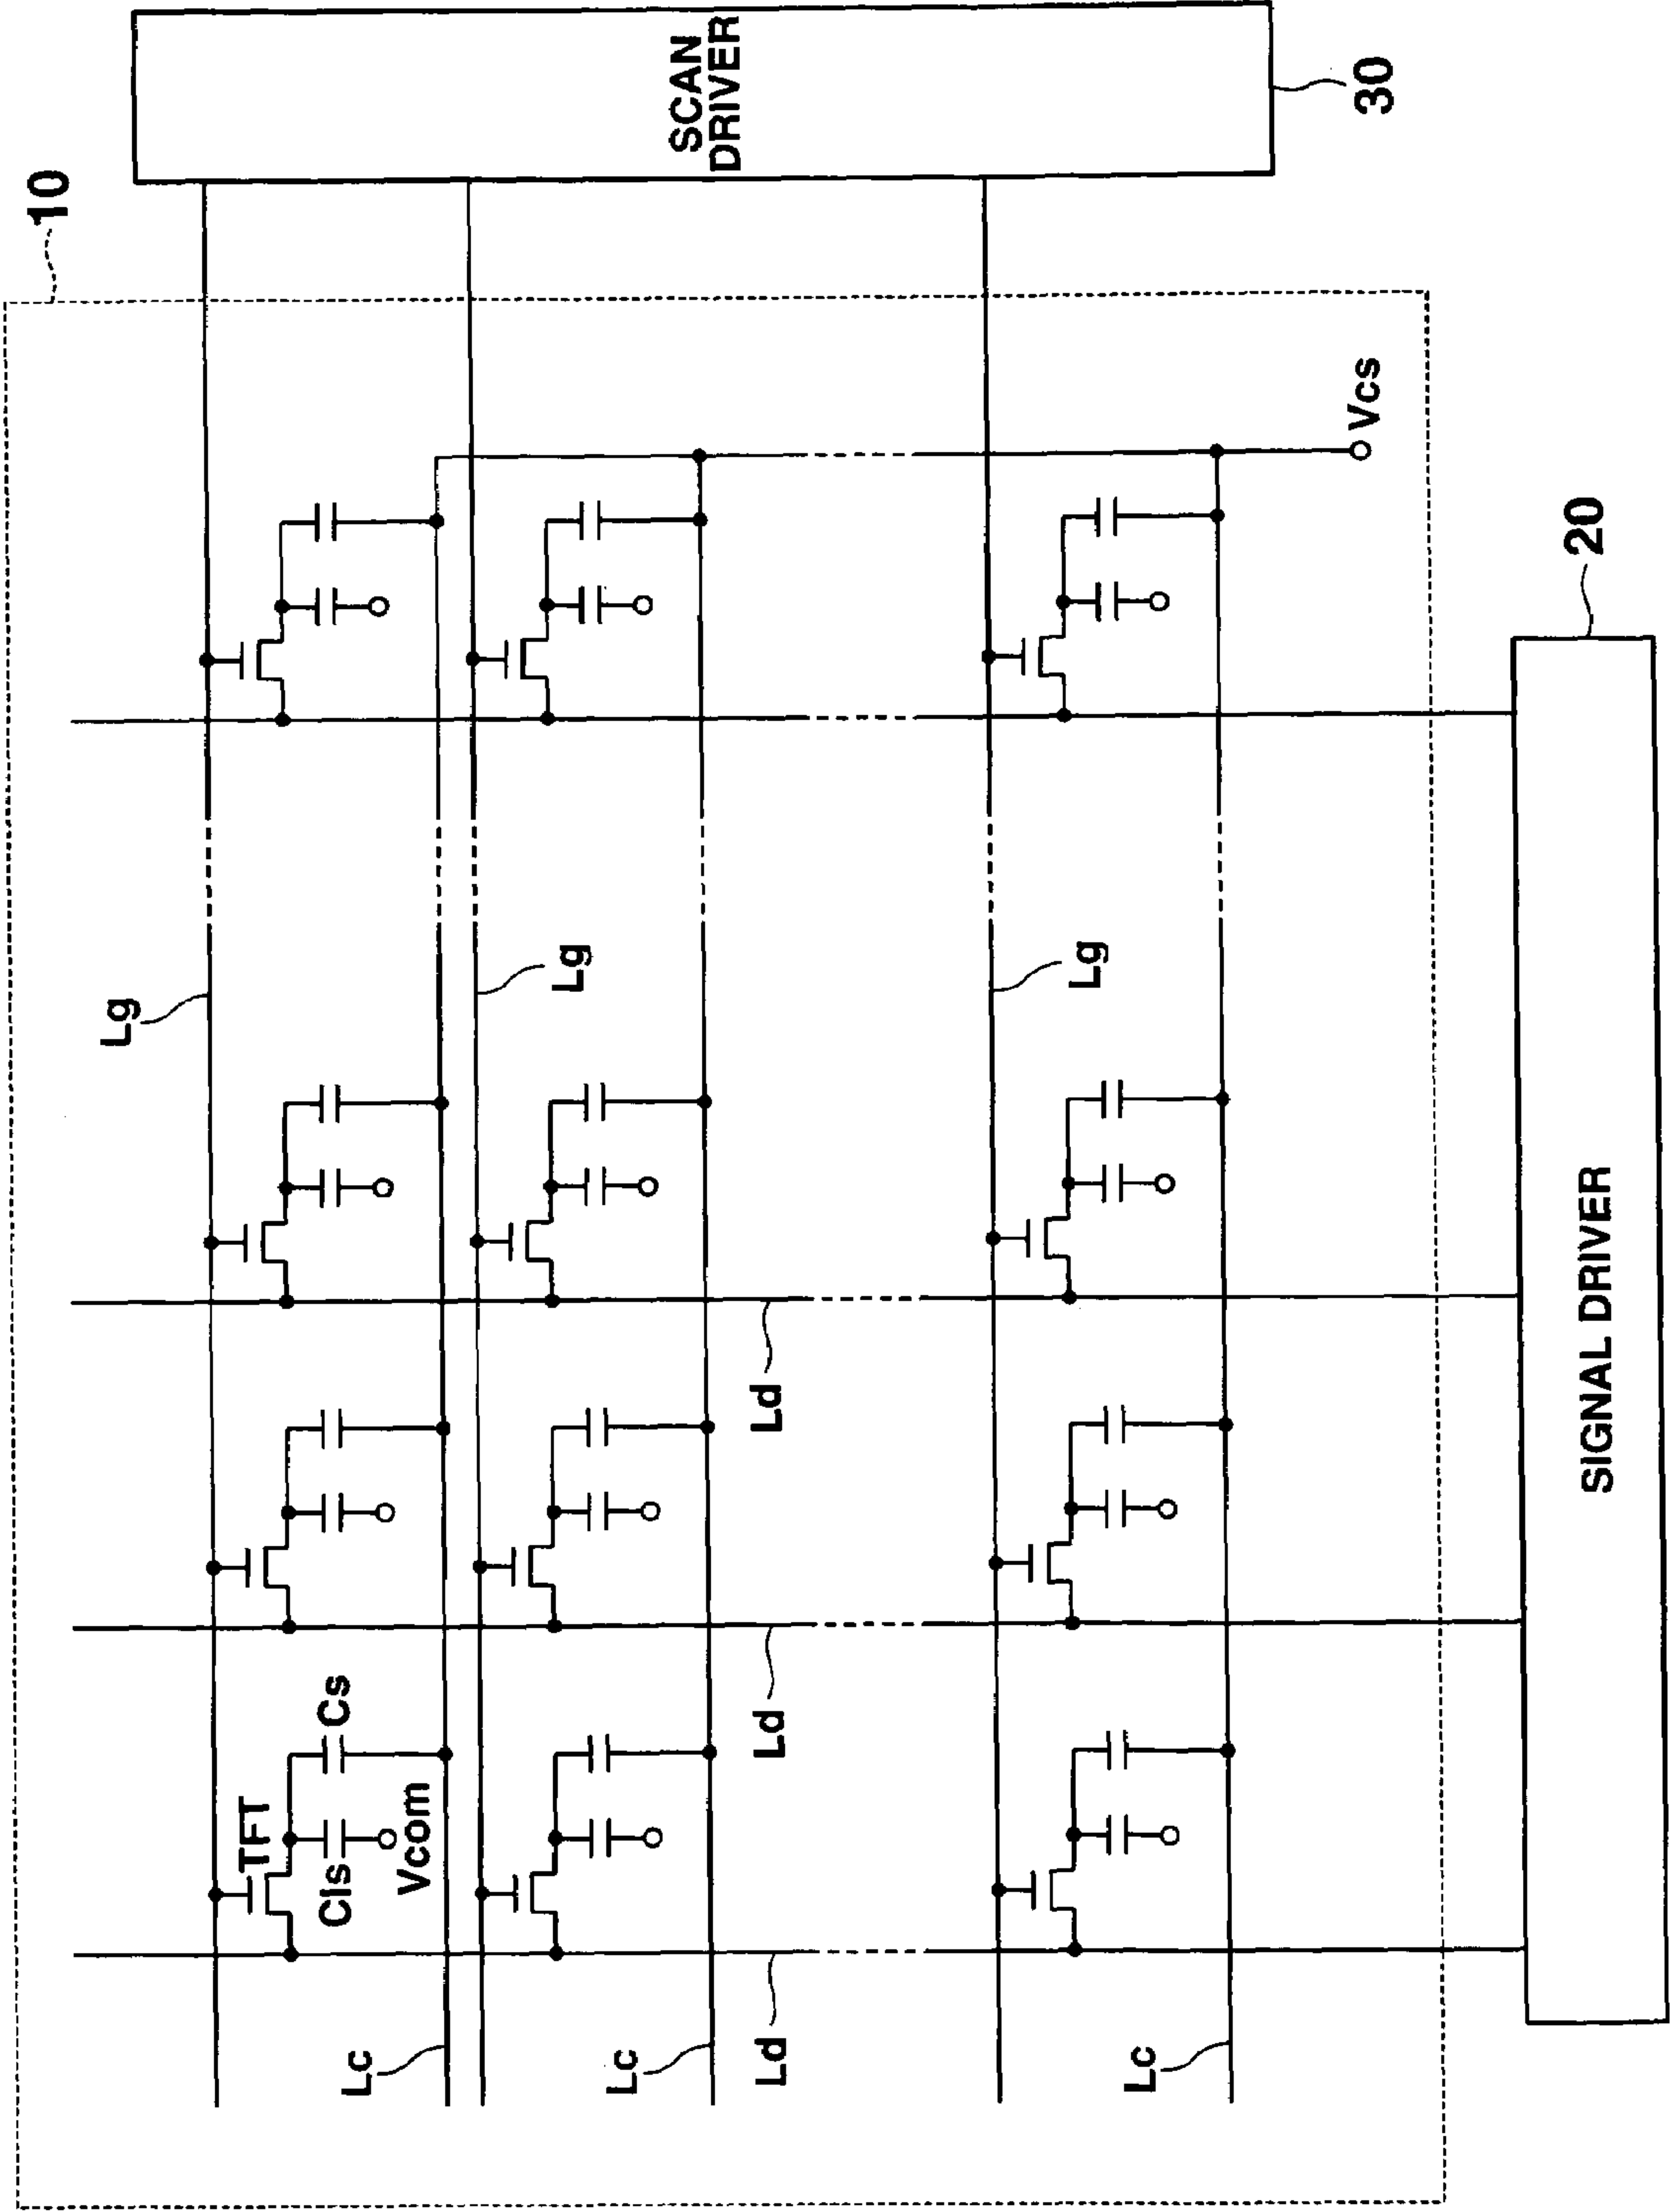 10
SCAN
DRIVER
30
Lg
Lg
Lg
Vcs
20
SIGNAL DRIVER
TFT
Cls
Cs
Vcom
Ld
Ld
Ld
Lc
Lc
Lc